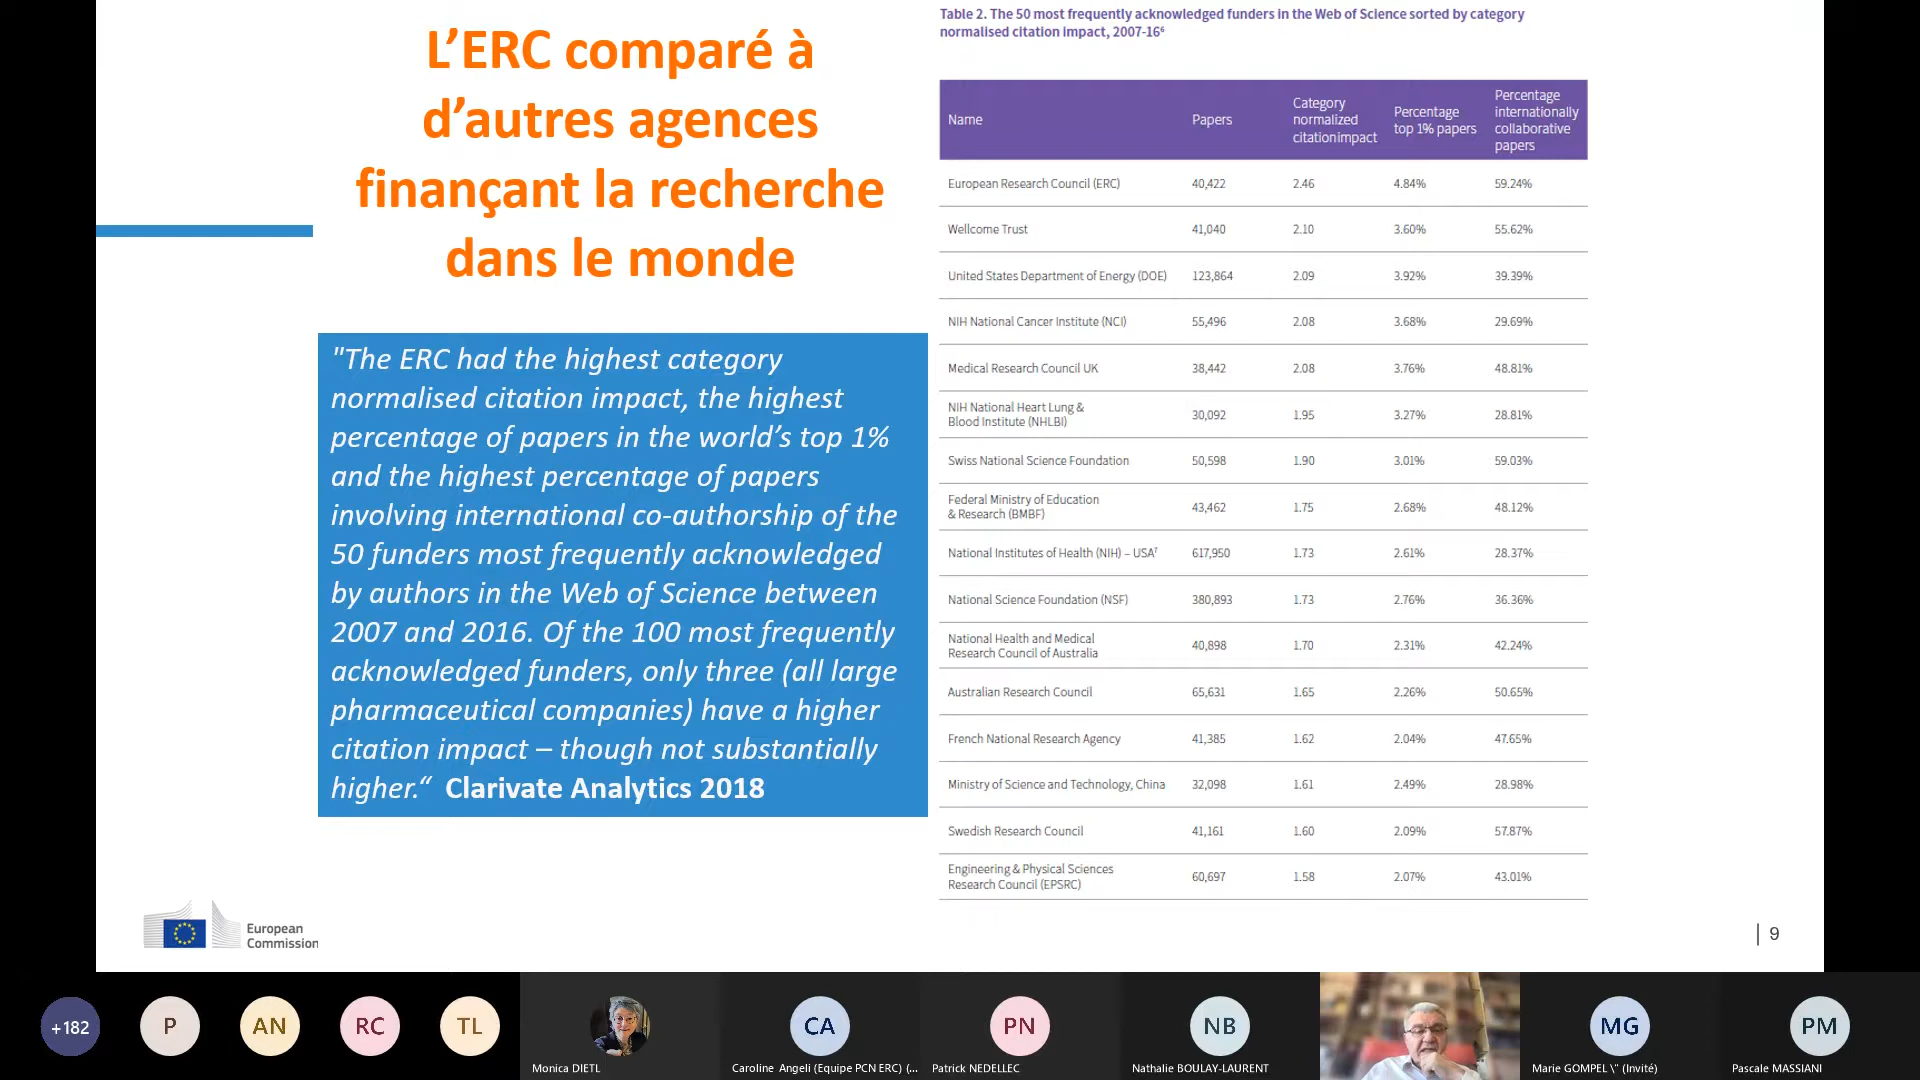 L’ERC comparé à
d’autres agences
finançant la recherche
dans le monde
"The ERC had the highest category
normalised citation impact, the highest
percentage of papers in the world’s top 1%
and the highest percentage of papers
involving international co-authorship of the
50 funders most frequently acknowledged
by authors in the Web of Science between
2007 and 2016. Of the 100 most frequently
acknowledged funders, only three (all large
pharmaceutical companies) have a higher
citation impact – though not substantially
higher.“ Clarivate Analytics 2018
Table 2. The 50 most frequently acknowledged funders in the Web of Science sorted by category
normalised citation impact, 2007-16⁶
Name Papers Category normalized citationimpact Percentage top 1% papers Percentage internationally collaborative papers
European Research Council (ERC) 40,422 2.46 4.84% 59.24%
Wellcome Trust 41,040 2.10 3.60% 55.62%
United States Department of Energy (DOE) 123,864 2.09 3.92% 39.39%
NIH National Cancer Institute (NCI) 55,496 2.08 3.68% 29.69%
Medical Research Council UK 38,442 2.08 3.76% 48.81%
NIH National Heart Lung &
Blood Institute (NHLBI) 30,092 1.95 3.27% 28.81%
Swiss National Science Foundation 50,598 1.90 3.01% 59.03%
Federal Ministry of Education
& Research (BMBF) 43,462 1.75 2.68% 48.12%
National Institutes of Health (NIH) – USA⁷ 617,950 1.73 2.61% 28.37%
National Science Foundation (NSF) 380,893 1.73 2.76% 36.36%
National Health and Medical
Research Council of Australia 40,898 1.70 2.31% 42.24%
Australian Research Council 65,631 1.65 2.26% 50.65%
French National Research Agency 41,385 1.62 2.04% 47.65%
Ministry of Science and Technology, China 32,098 1.61 2.49% 28.98%
Swedish Research Council 41,161 1.60 2.09% 57.87%
Engineering & Physical Sciences
Research Council (EPSRC) 60,697 1.58 2.07% 43.01%
European
Commission
| 9
+182
P
AN
RC
TL
Monica DIETL
CA
Caroline Angeli (Equipe PCN ERC) (...
PN
Patrick NEDELLEC
NB
Nathalie BOULAY-LAURENT
MG
Marie GOMPEL \" (Invité)
PM
Pascale MASSIANI